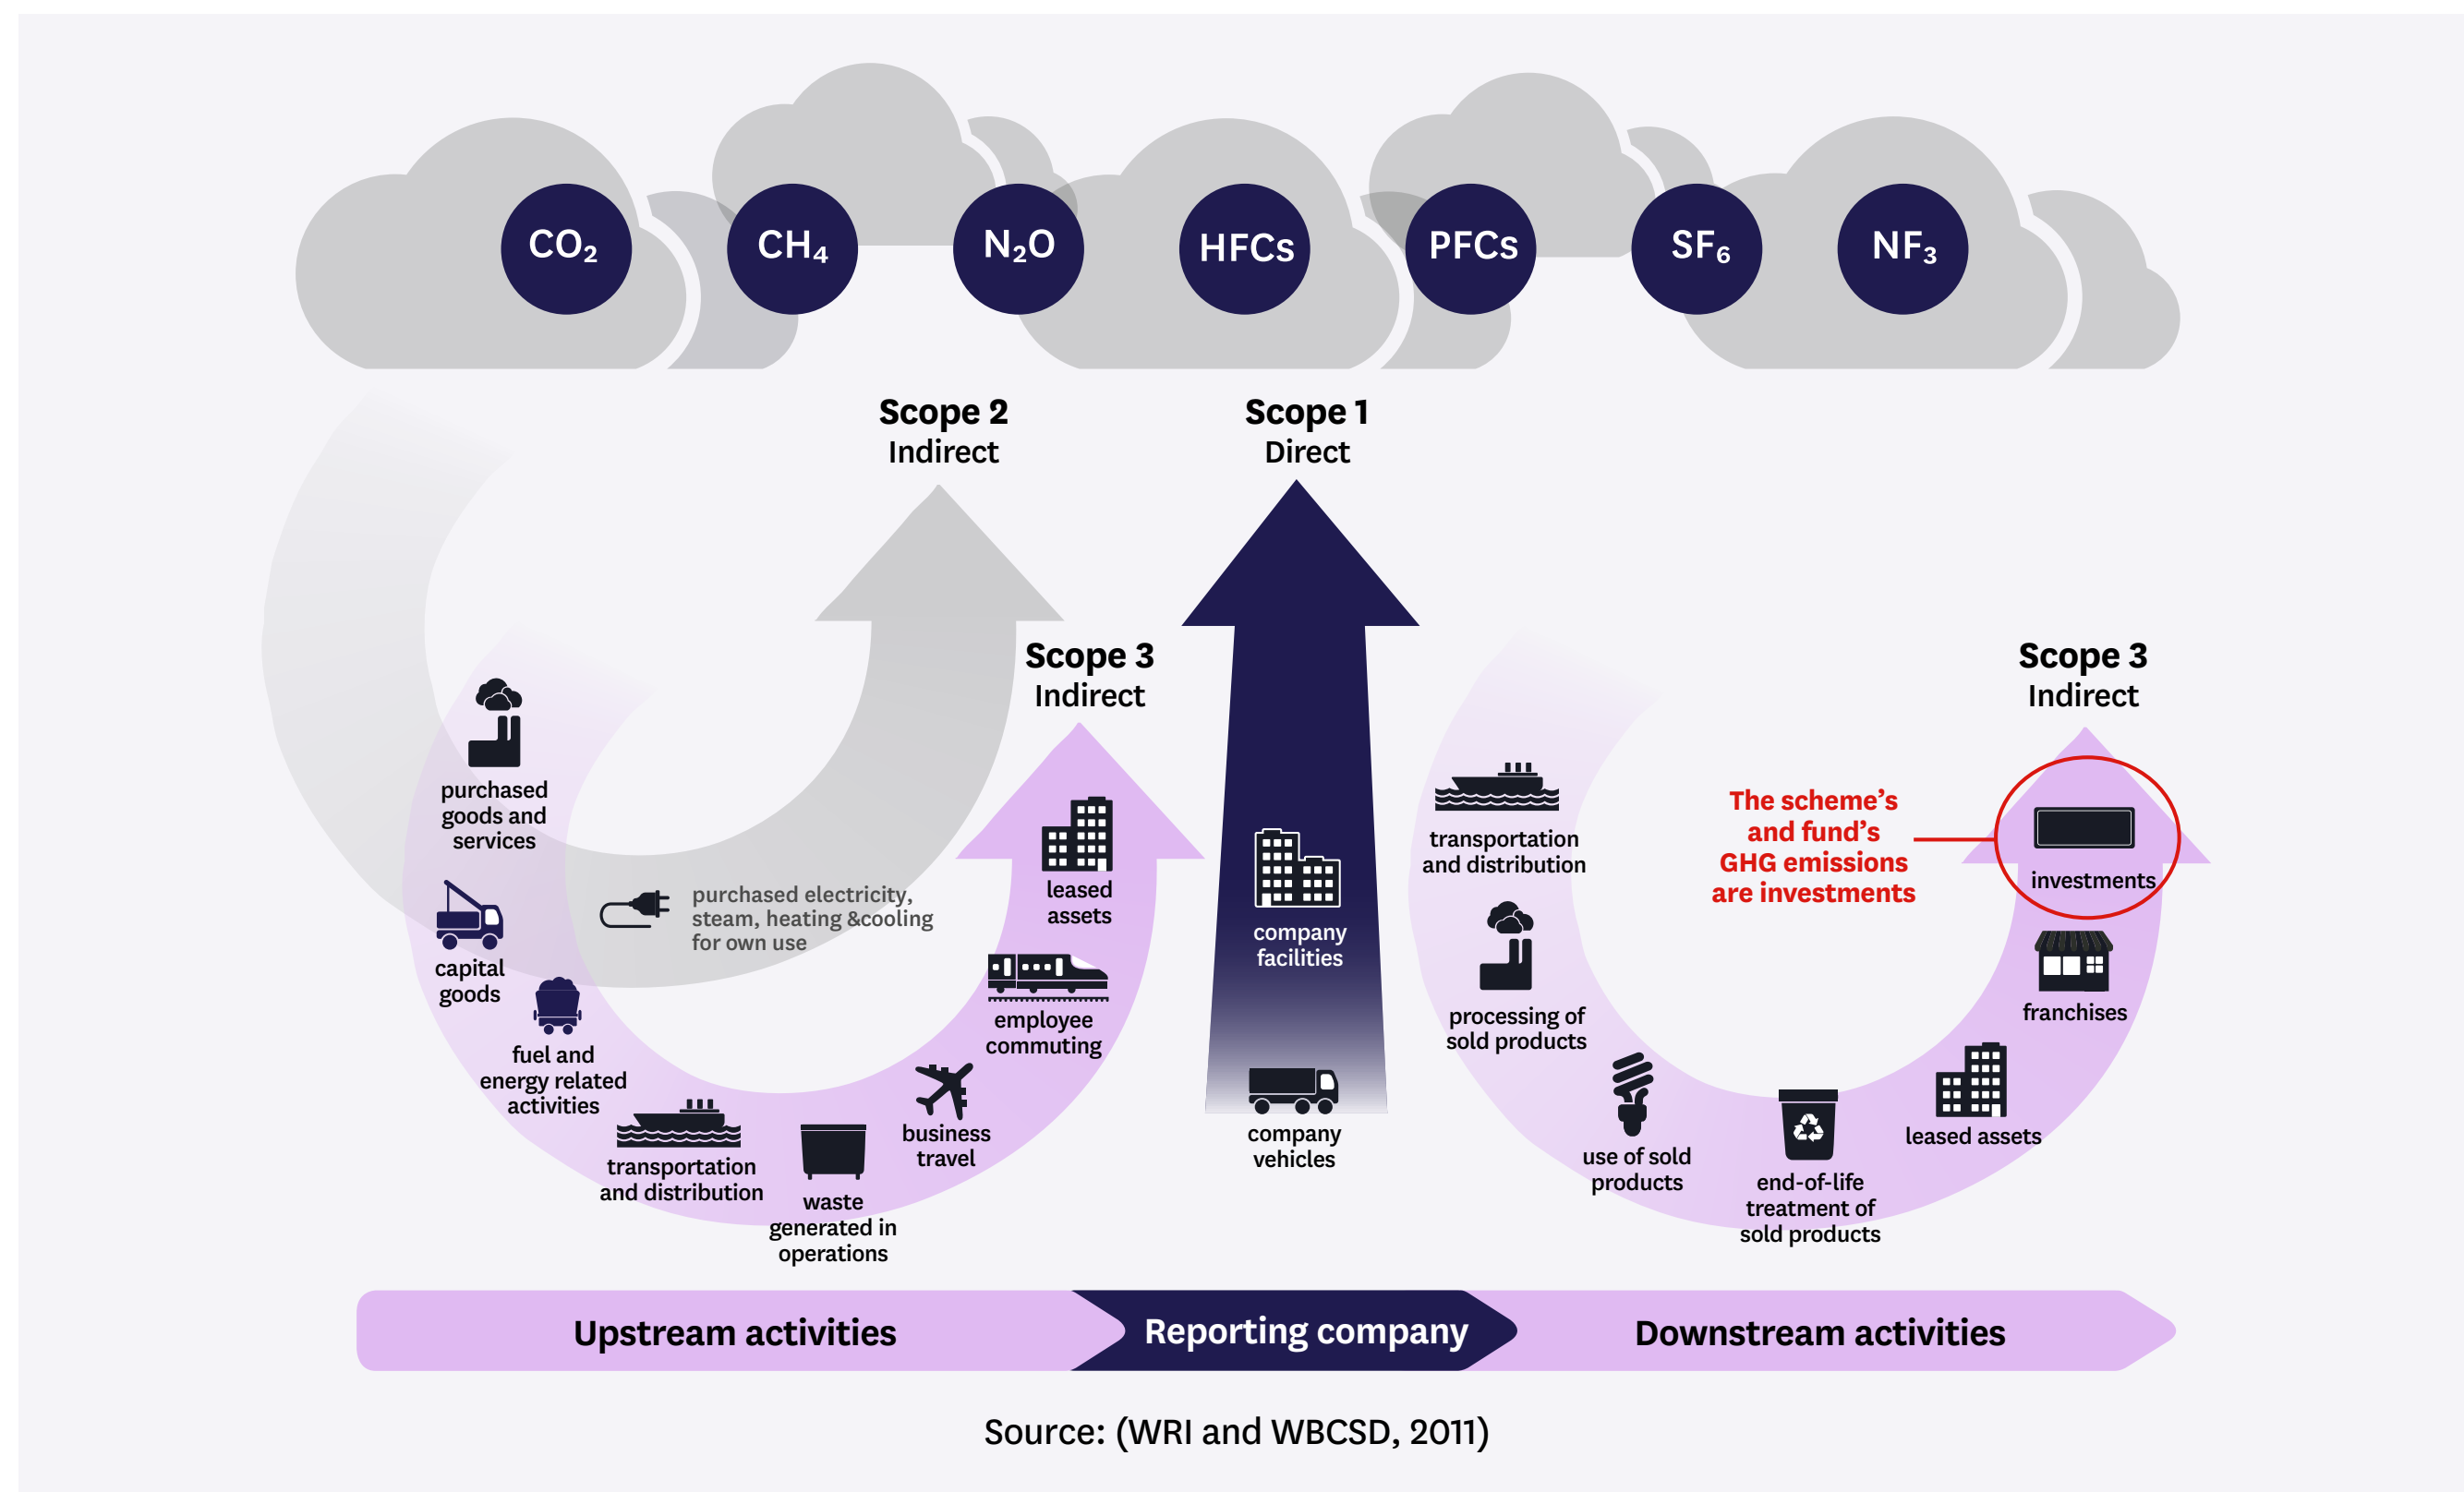 CO₂
CH₄
N₂O
HFCs
PFCs
SF₆
NF₃
Scope 2
Indirect
Scope 1
Direct
Scope 3
Indirect
Scope 3
Indirect
purchased
goods and
services
capital
goods
fuel and
energy related
activities
purchased electricity,
steam, heating &cooling
for own use
transportation
and distribution
waste
generated in
operations
business
travel
employee
commuting
leased
assets
company
facilities
company
vehicles
transportation
and distribution
processing of
sold products
use of sold
products
end-of-life
treatment of
sold products
leased assets
franchises
investments
The scheme’s
and fund’s
GHG emissions
are investments
Upstream activities
Reporting company
Downstream activities
Source: (WRI and WBCSD, 2011)